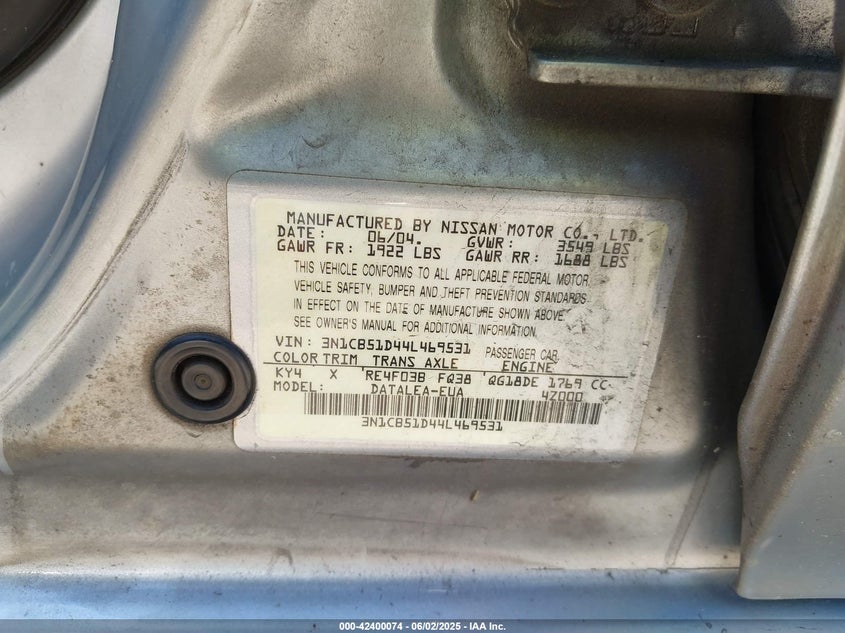 MANUFACTURED BY NISSAN MOTOR CO., LTD.
DATE: 06/04. GVWR: 3549 LBS
GAWR FR: 1922 LBS GAWR RR: 1688 LBS
THIS VEHICLE CONFORMS TO ALL APPLICABLE FEDERAL MOTOR
VEHICLE SAFETY, BUMPER AND THEFT PREVENTION STANDARDS
IN EFFECT ON THE DATE OF MANUFACTURE SHOWN ABOVE
SEE OWNER'S MANUAL FOR ADDITIONAL INFORMATION.
VIN: 3N1CB51D44L469531 PASSENGER CAR
COLOR TRIM TRANS AXLE ENGINE
KY4 X RE4F03B FQ38 QG18DE 1769 CC
MODEL: DATALEA-EUA 4Z000
3N1CB51D44L469531
000-42400074 | 06/02/2025 - IAA Inc.